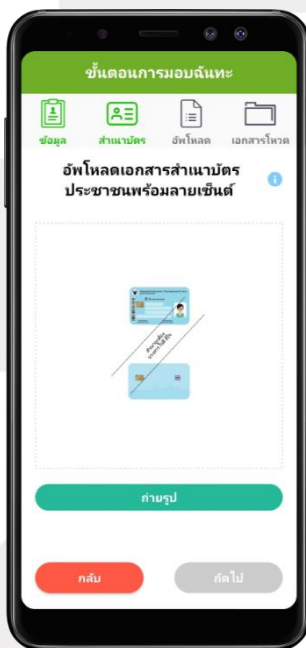 ขั้นตอนการมอบฉันทะ
ข้อมูล สำเนาบัตร อัพโหลด เอกสารโหวต
อัพโหลดเอกสารสำเนาบัตร
ประชาชนพร้อมลายเซ็นต์
ถ่ายรูป
กลับ ถัดไป